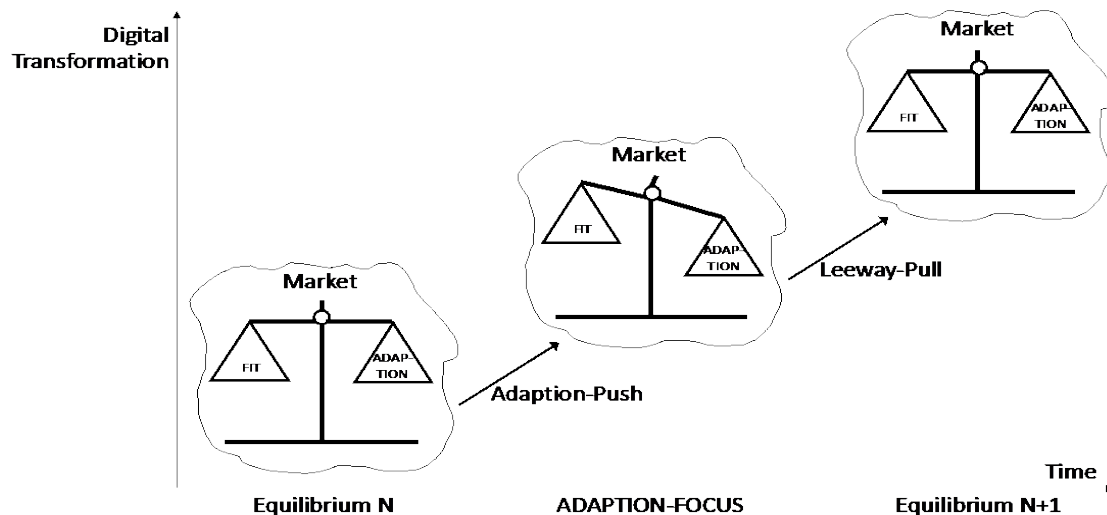 Digital
Transformation
Market
FIT
ADAP-
TION
Leeway-Pull
Market
FIT
ADAP-
TION
Adaption-Push
Market
FIT
ADAP-
TION
Time
Equilibrium N
ADAPTION-FOCUS
Equilibrium N+1